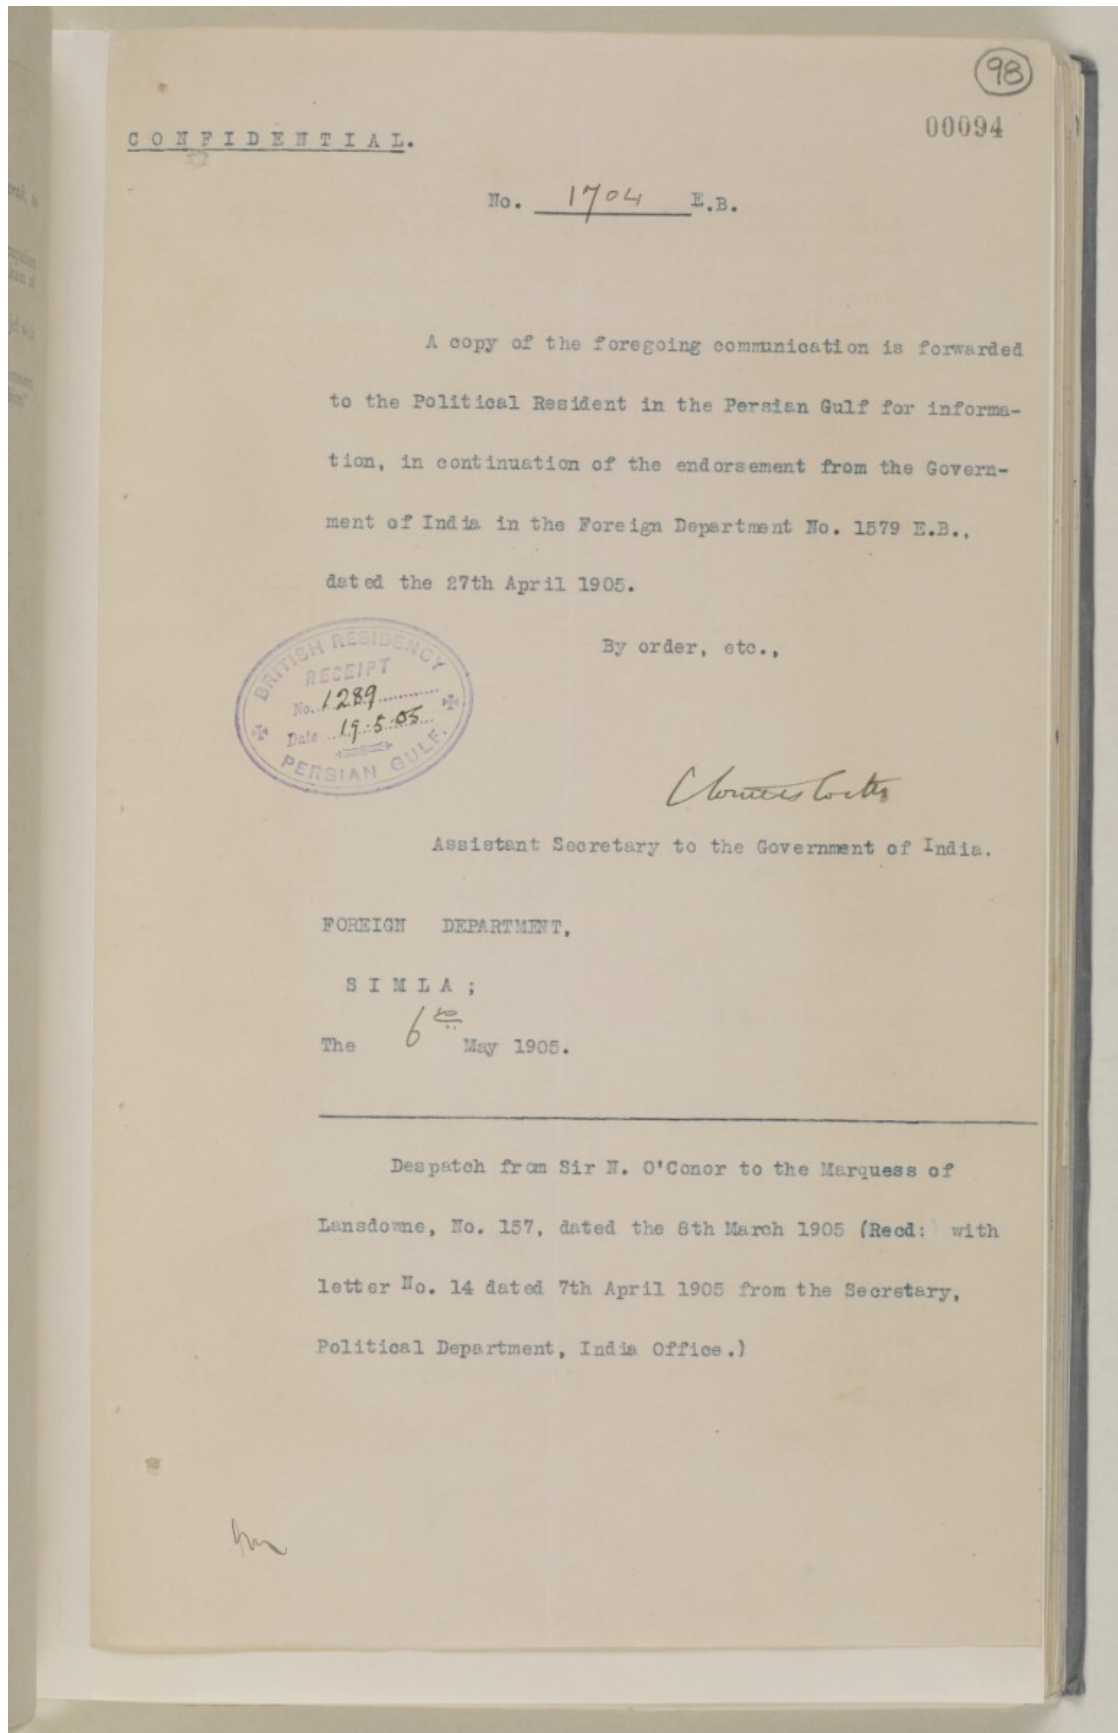 98
00094
CONFIDENTIAL.
No. 1704 E.B.
A copy of the foregoing communication is forwarded
to the Political Resident in the Persian Gulf for informa-
tion, in continuation of the endorsement from the Govern-
ment of India in the Foreign Department No. 1579 E.B.,
dated the 27th April 1905.
By order, etc.,
BRITISH RESIDENCY
RECEIPT
No. 1289
Date 19.5.05
PERSIAN GULF.
Assistant Secretary to the Government of India.
FOREIGN DEPARTMENT,
SIMLA;
The 6th May 1905.
Despatch from Sir N. O'Conor to the Marquess of
Lansdowne, No. 157, dated the 8th March 1905 (Recd: with
letter No. 14 dated 7th April 1905 from the Secretary,
Political Department, India Office.)